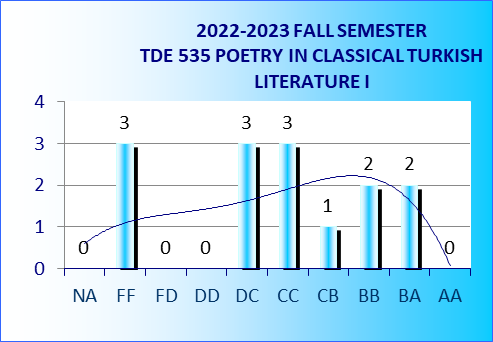 2022-2023 FALL SEMESTER
TDE 535 POETRY IN CLASSICAL TURKISH
LITERATURE I
4
3
2
1
0
0 3 0 0 3 3 1 2 2 0
NA FF FD DD DC CC CB BB BA AA